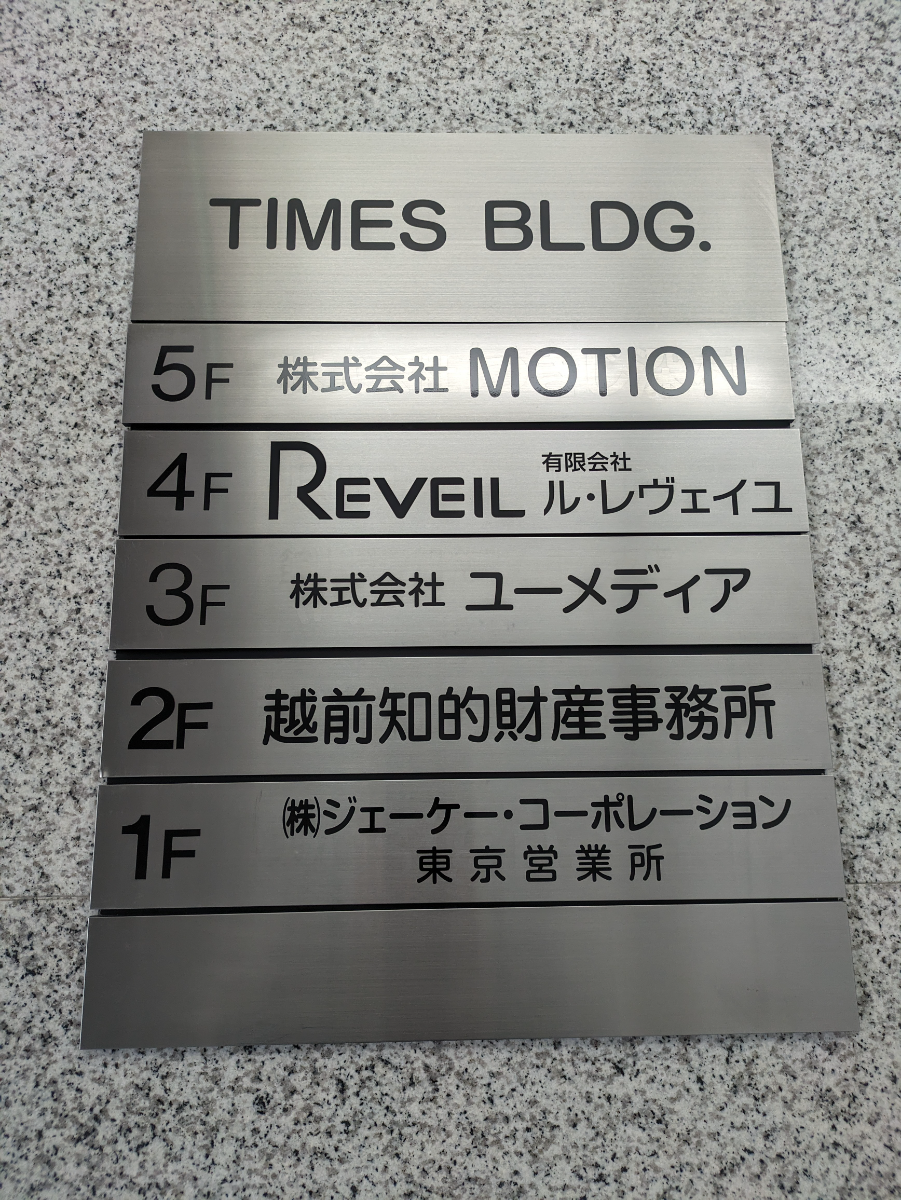 TIMES BLDG.
5F 株式会社 MOTION
4F REVEIL 有限会社 ル・レヴェイユ
3F 株式会社 ユーメディア
2F 越前知的財産事務所
1F ㈱ジェーケー・コーポレーション
東京営業所